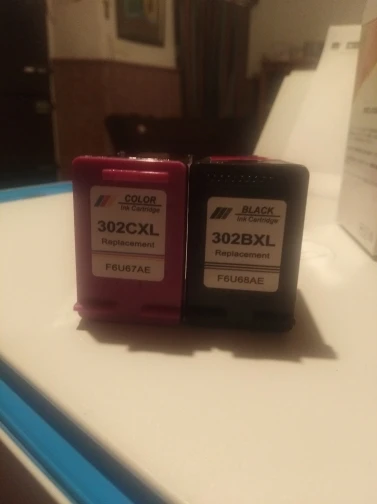 COLOR
Ink Cartridge
302CXL
Replacement
F6U67AE
BLACK
Ink Cartridge
302BXL
Replacement
F6U68AE